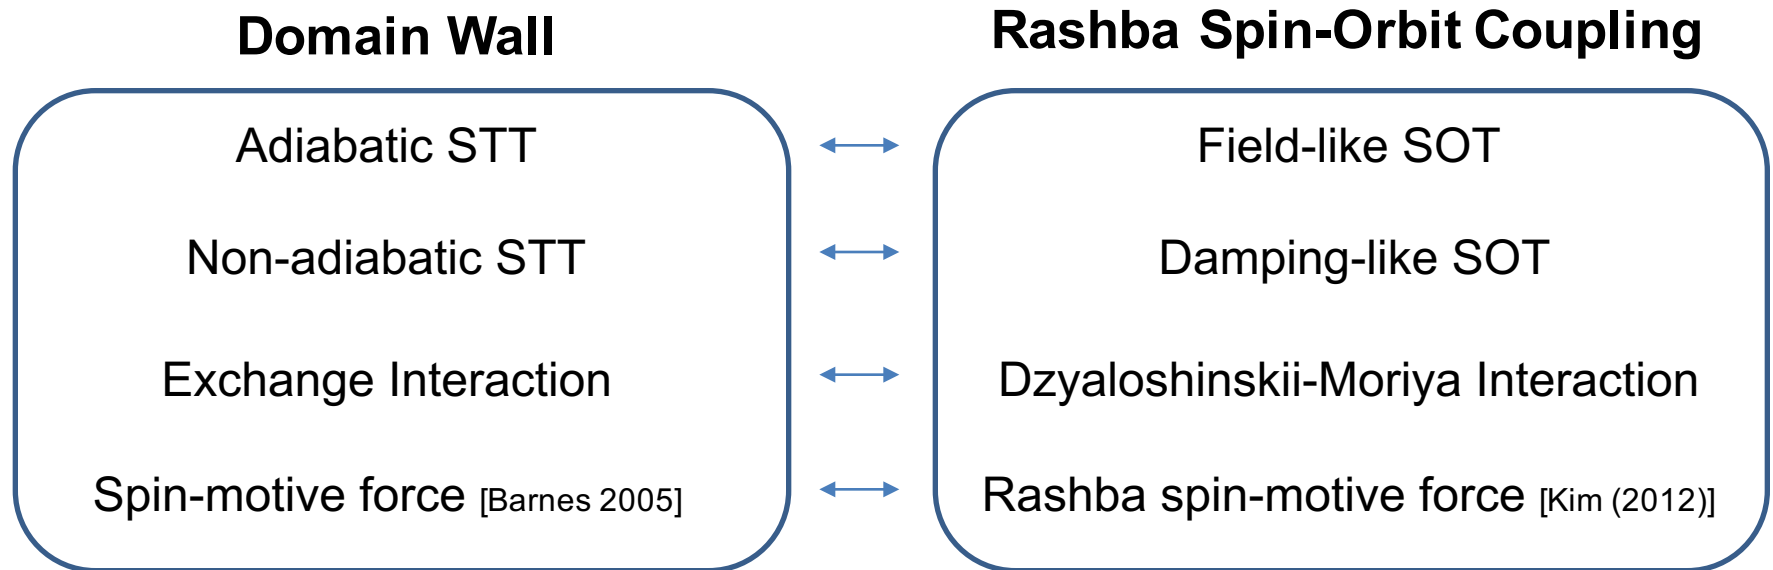 Domain Wall
Rashba Spin-Orbit Coupling
Adiabatic STT
Field-like SOT
Non-adiabatic STT
Damping-like SOT
Exchange Interaction
Dzyaloshinskii-Moriya Interaction
Spin-motive force [Barnes 2005]
Rashba spin-motive force [Kim (2012)]